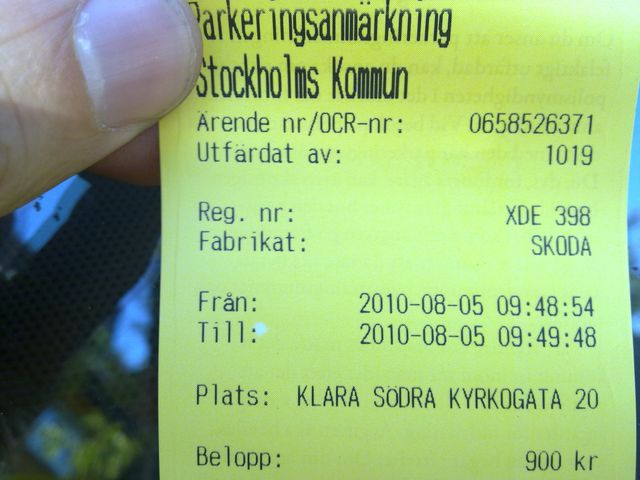 Parkeringsanmärkning
Stockholms Kommun
Ärende nr/OCR-nr: 0658526371
Utfärdat av: 1019
Reg. nr: XDE 398
Fabrikat: SKODA
Från: 2010-08-05 09:48:54
Till: 2010-08-05 09:49:48
Plats: KLARA SÖDRA KYRKOGATA 20
Belopp: 900 kr